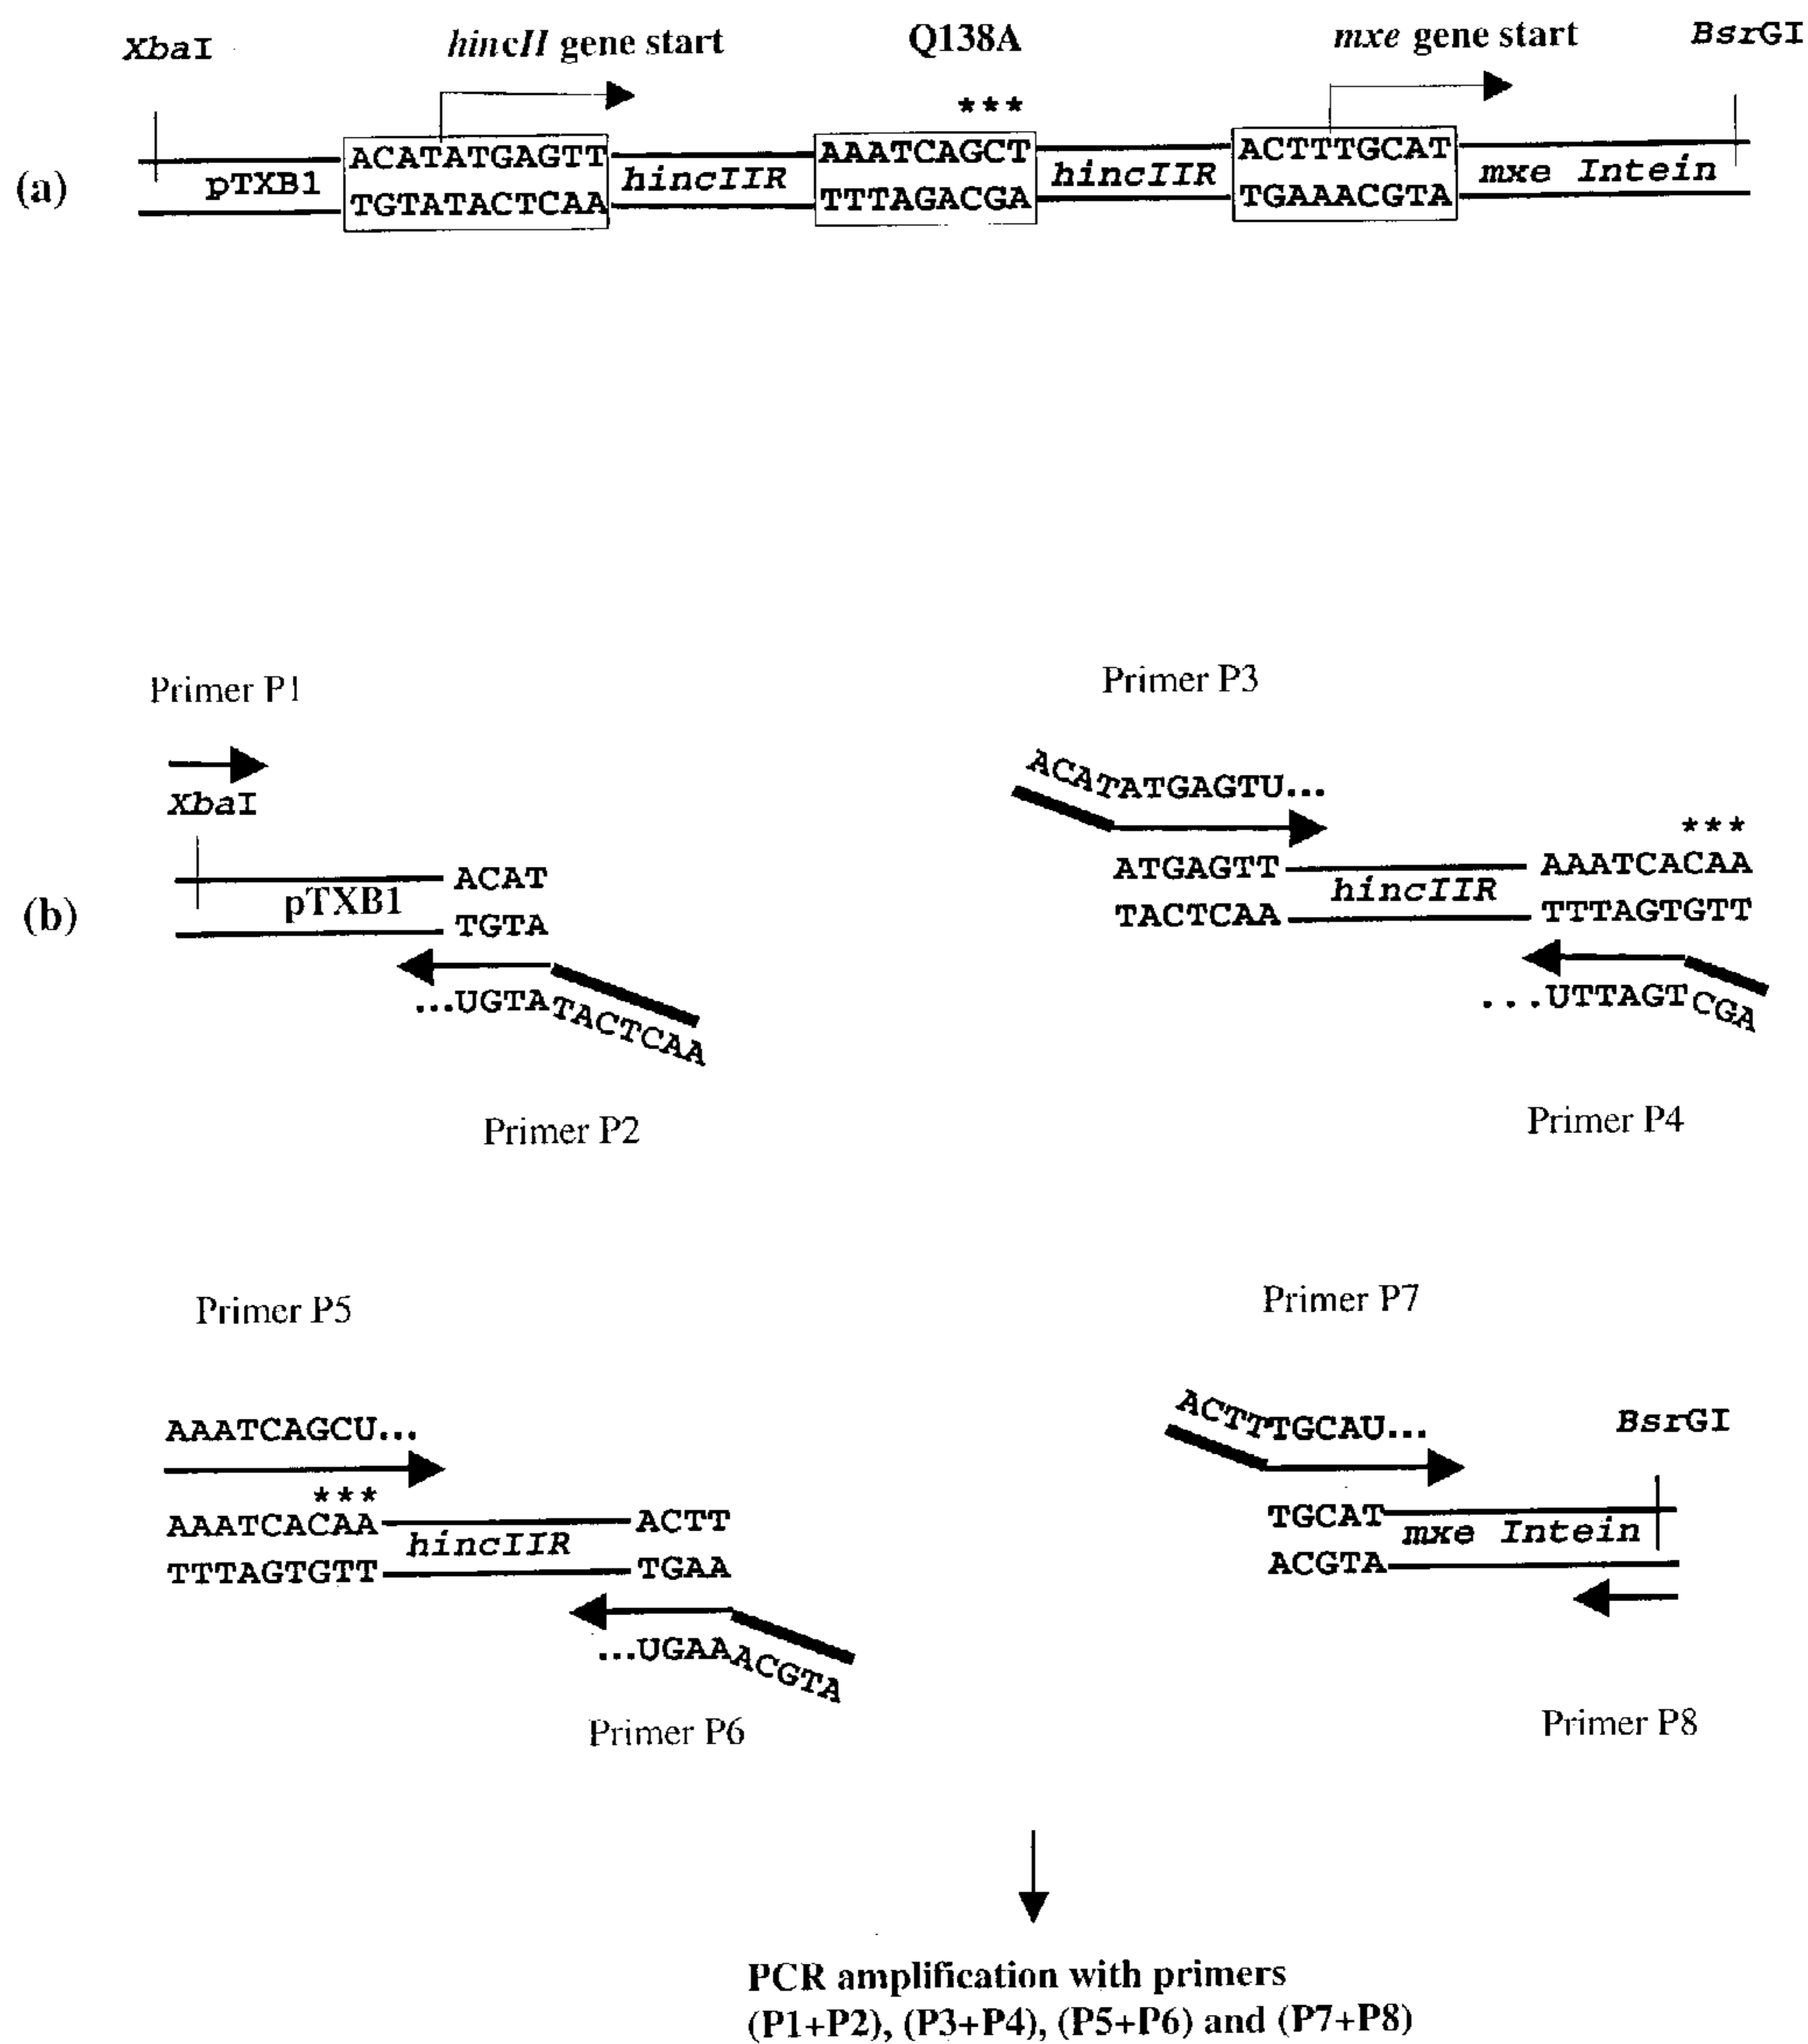 XbaI hincII gene start Q138A mxe gene start BsrGI
***
(a) pTXB1 ACATATGAGTT hincIIR AAATCAGCT hincIIR ACTTTGCAT mxe Intein
TGTATACTCAA TTTAGACGA TGAAACGTA
Primer P1
XbaI
(b) pTXB1 ACAT
TGTA
...UGTATACTCAA
Primer P2
Primer P3
ACATATGAGTU...
***
ATGAGTT hincIIR AAATCACAA
TACTCAA TTTAGTGTT
...UTTAGTCGA
Primer P4
Primer P5
AAATCAGCU...
***
AAATCACAA hincIIR ACTT
TTTAGTGTT TGAA
...UGAAACGTA
Primer P6
Primer P7
ACTTTGCAU...
BsrGI
TGCAT mxe Intein
ACGTA
Primer P8
PCR amplification with primers
(P1+P2), (P3+P4), (P5+P6) and (P7+P8)